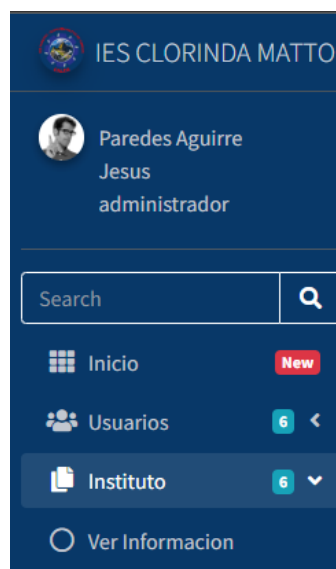 IES CLORINDA MATTO
Paredes Aguirre
Jesus
administrador
Search
Inicio New
Usuarios 6
Instituto 6
Ver Informacion